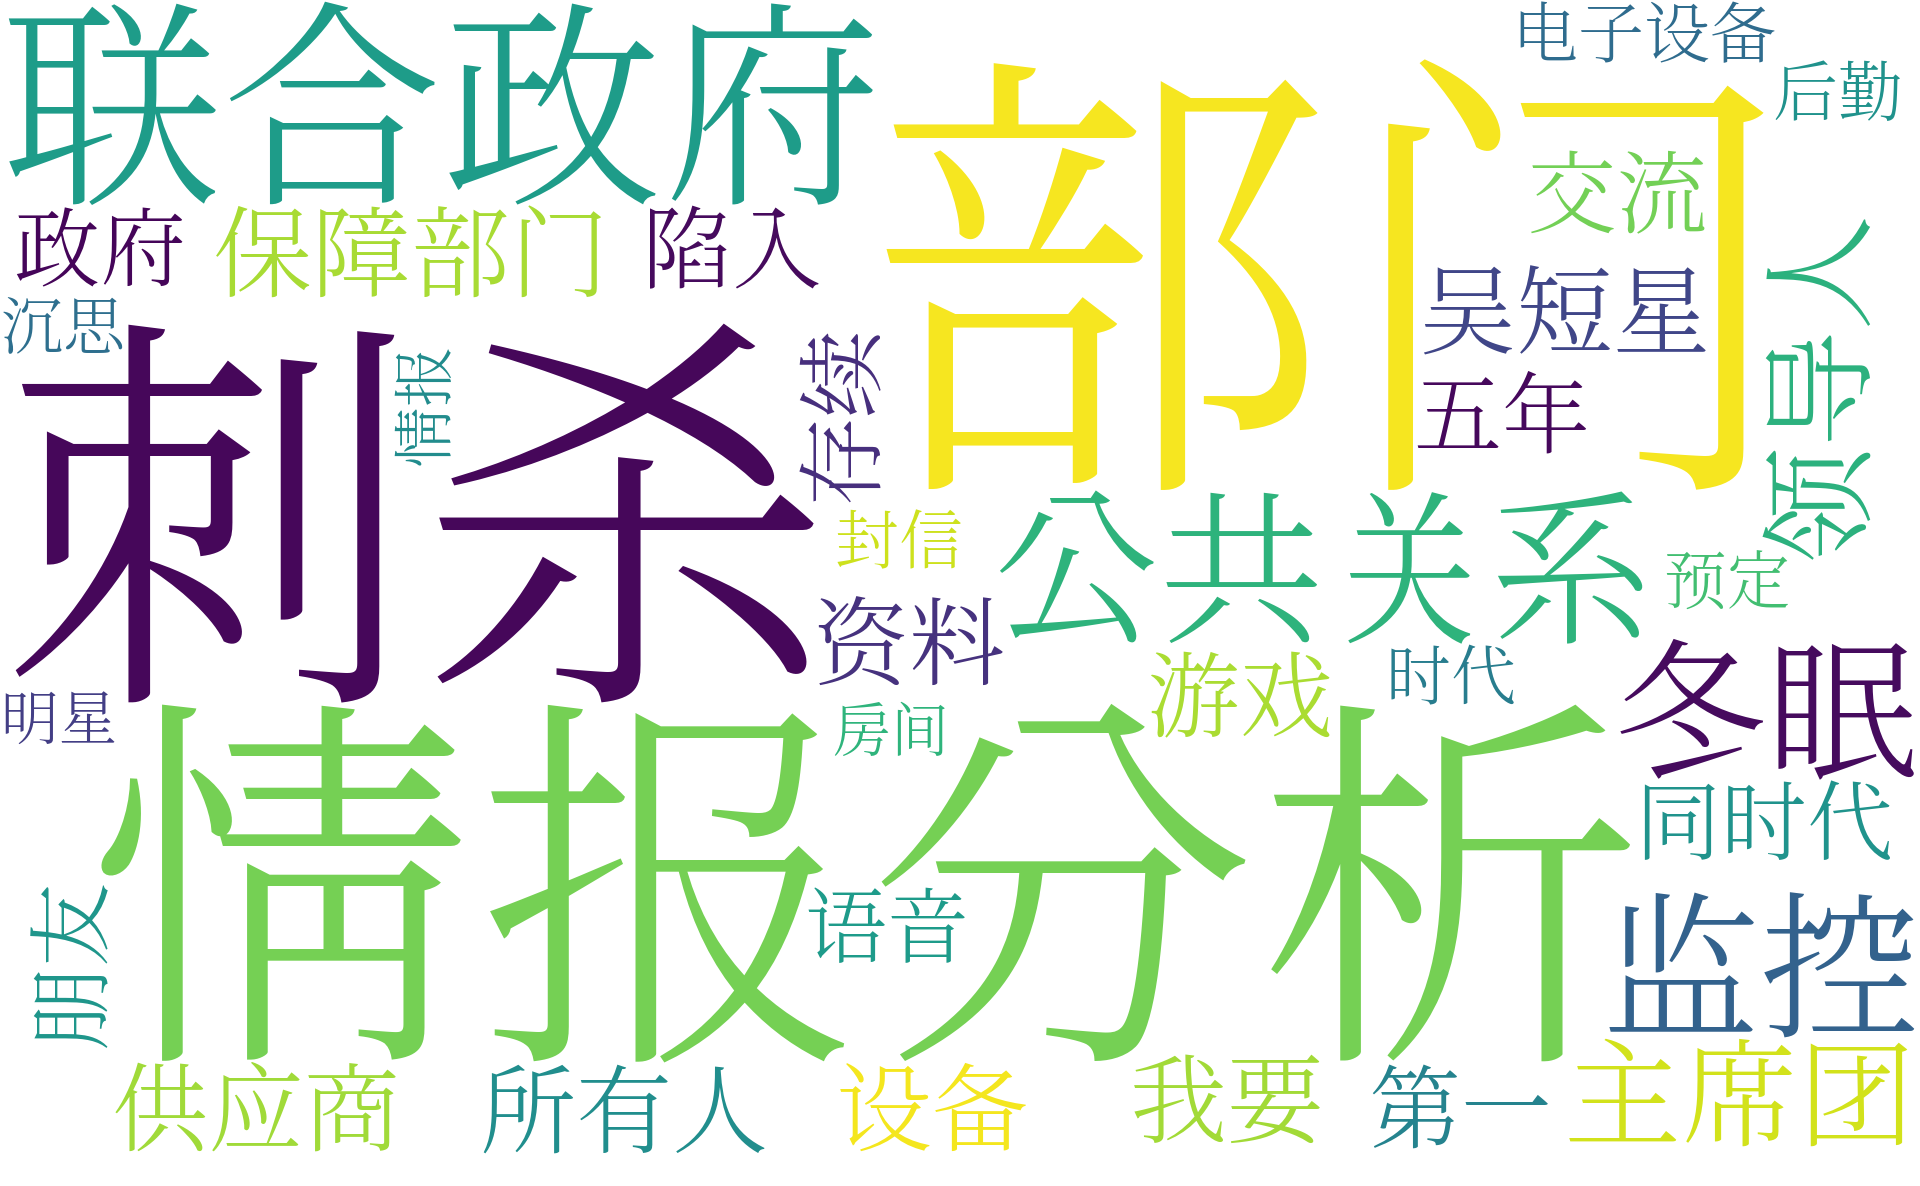 联合政府
部门
电子设备
后勤
交流
政府
保障部门
陷入
吴短星
领导人
沉思
刺杀
情报
存续
五年
封信
公共关系
预定
资料
游戏
时代
冬眠
明星
情报分析
房间
同时代
朋友
语音
监控
供应商
所有人
设备
我要
第一
主席团